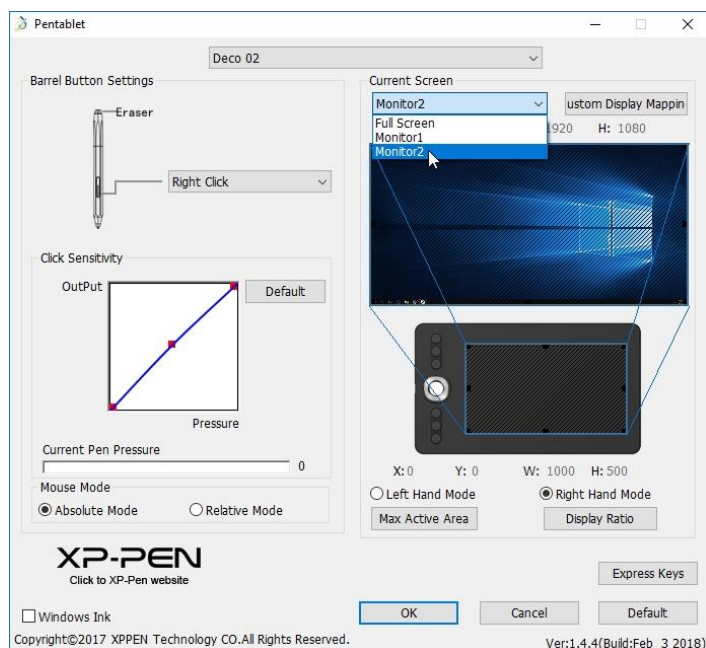 Pentablet
Deco 02
Barrel Button Settings
Eraser
Right Click
Click Sensitivity
OutPut
Default
Pressure
Current Pen Pressure
0
Mouse Mode
Absolute Mode
Relative Mode
XP-PEN
Click to XP-Pen website
Windows Ink
Copyright©2017 XPPEN Technology CO.All Rights Reserved.
Current Screen
Monitor2
ustom Display Mappin
Full Screen
Monitor1
Monitor2
1920 H: 1080
X: 0 Y: 0 W: 1000 H: 500
Left Hand Mode
Right Hand Mode
Max Active Area
Display Ratio
Express Keys
OK
Cancel
Default
Ver:1.4.4(Build:Feb 3 2018)